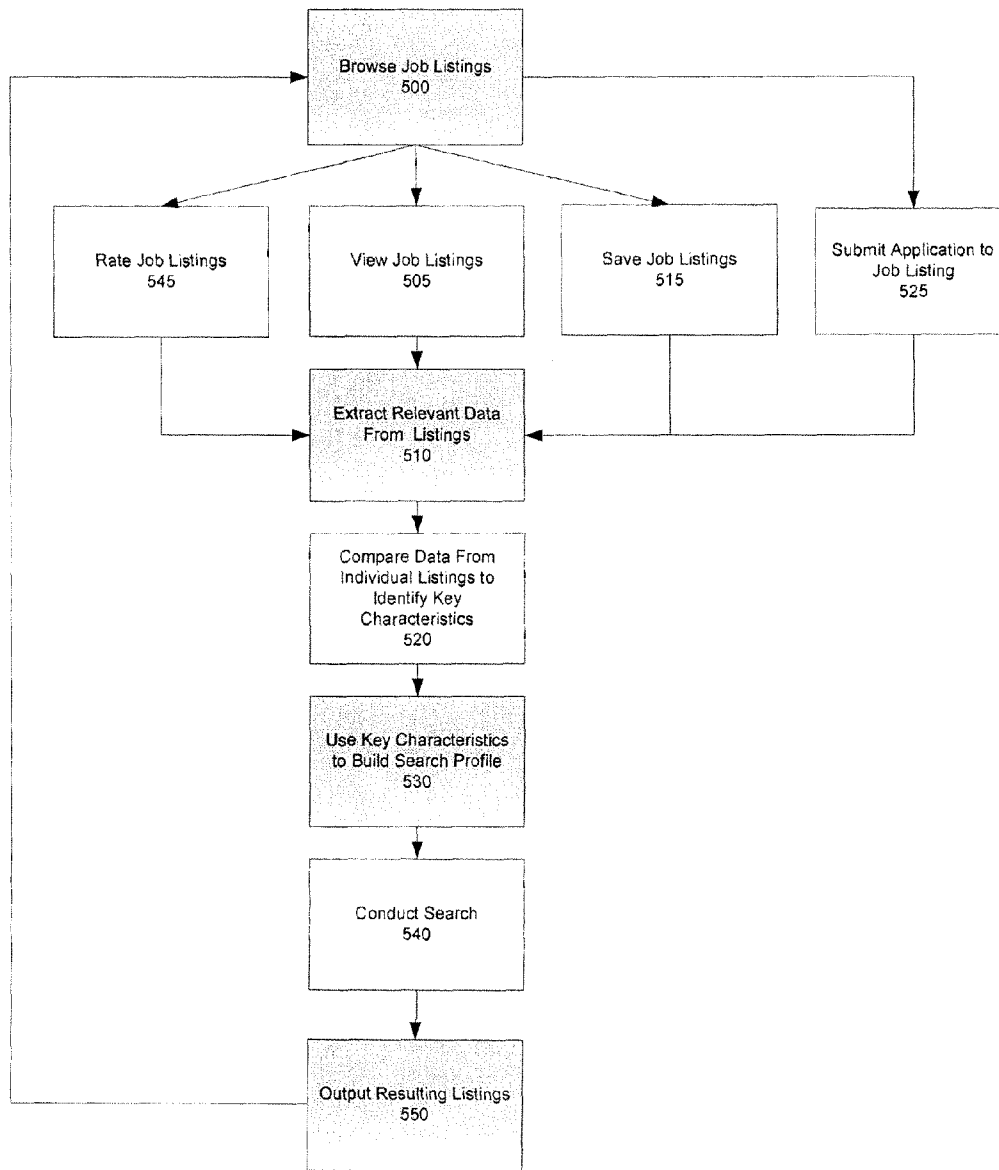 Browse Job Listings
500
Rate Job Listings
545
View Job Listings
505
Save Job Listings
515
Submit Application to
Job Listing
525
Extract Relevant Data
From Listings
510
Compare Data From
Individual Listings to
Identify Key
Characteristics
520
Use Key Characteristics
to Build Search Profile
530
Conduct Search
540
Output Resulting Listings
550